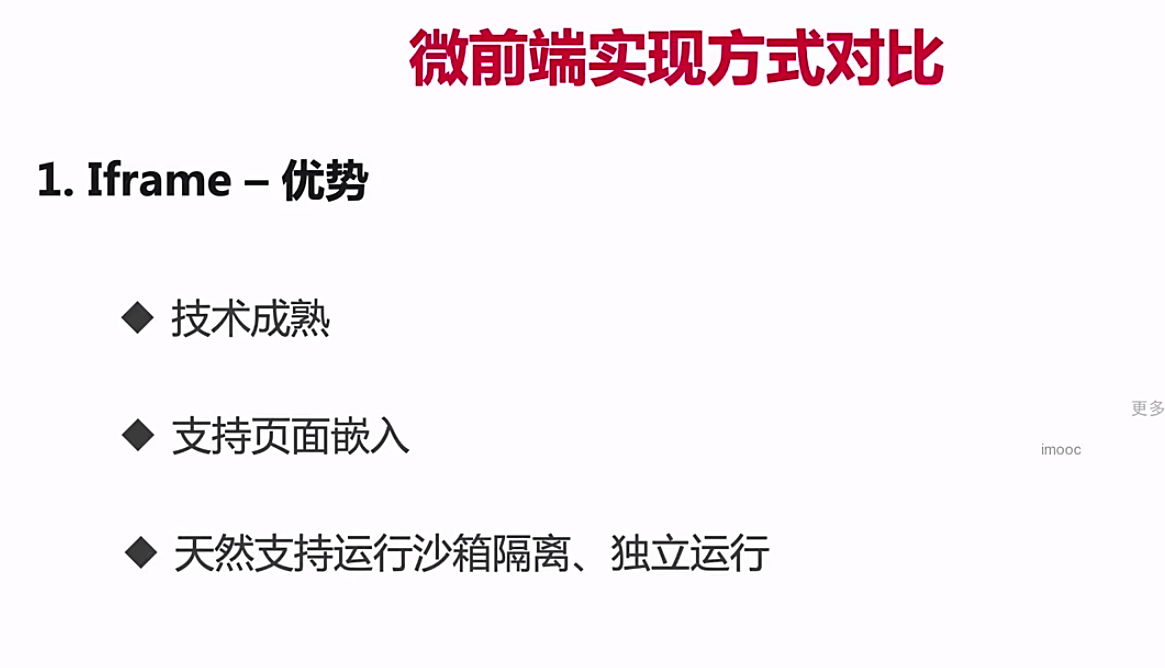 微前端实现方式对比
1. Iframe – 优势
◆ 技术成熟
◆ 支持页面嵌入
更多
imooc
◆ 天然支持运行沙箱隔离、独立运行